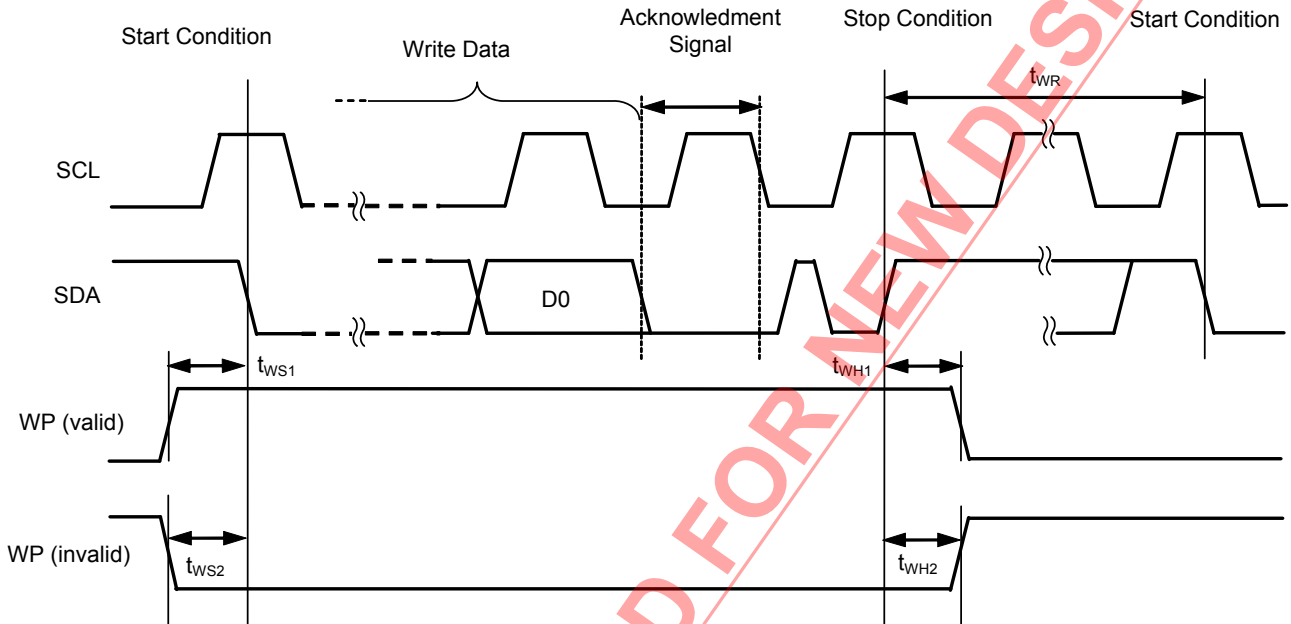 Start Condition
Write Data
Acknowledment
Signal
Stop Condition
Start Condition
tWR
SCL
SDA
D0
tWS1
tWH1
WP (valid)
WP (invalid)
tWS2
tWH2
D FOR NEW DESI